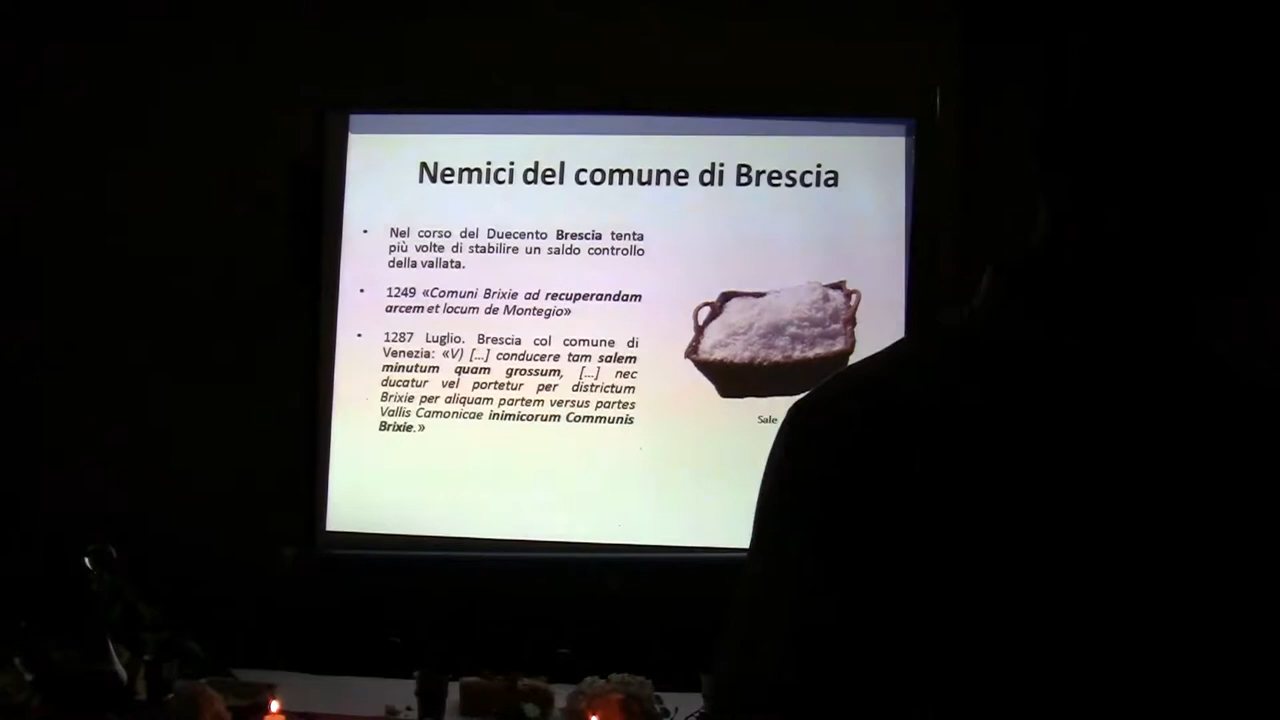 Nemici del comune di Brescia
• Nel corso del Duecento Brescia tenta
più volte di stabilire un saldo controllo
della vallata.
• 1249 «Comuni Brixie ad recuperandam
arcem et locum de Montegio»
• 1287 Luglio. Brescia col comune di
Venezia: «V) [...] conducere tam salem
minutum quam grossum, [...] nec
ducatur vel portetur per districtum
Brixie per aliquam partem versus partes
Vallis Camonicae inimicorum Communis
Brixie.»
Sale